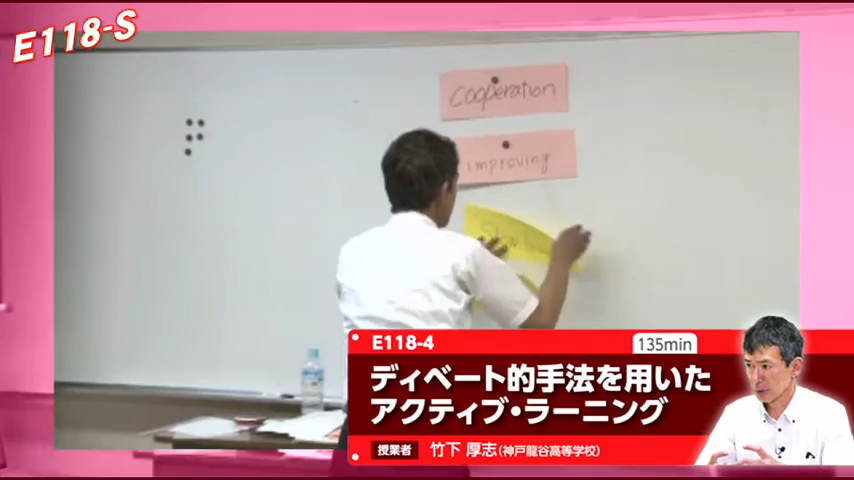 E118-S
cooperation
improving
Slow
E118-4
135min
ディベート的手法を用いた
アクティブ・ラーニング
授業者 竹下 厚志(神戸龍谷高等学校)